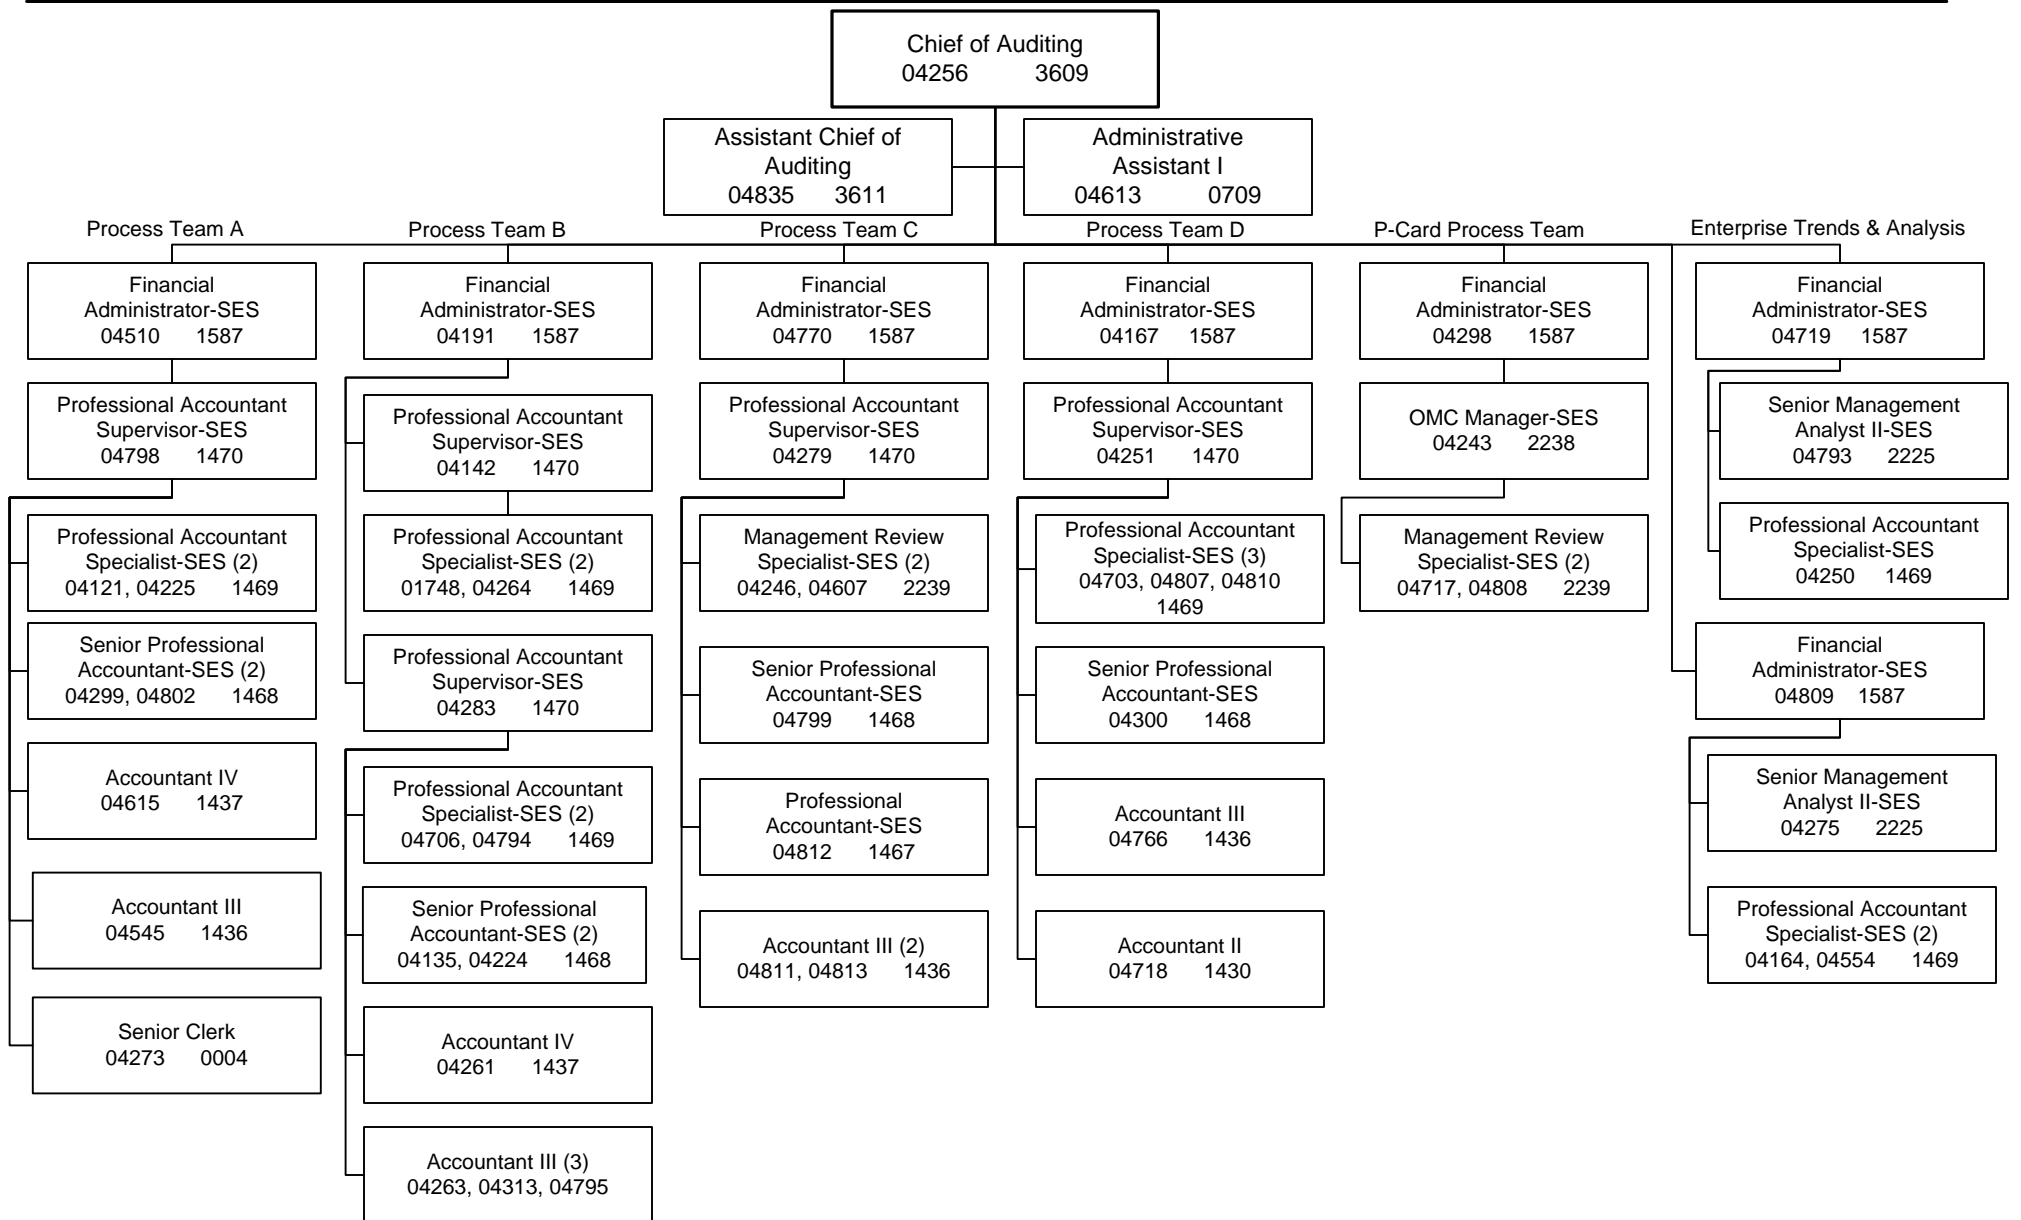 Chief of Auditing
04256 3609
Assistant Chief of
Auditing
04835 3611
Administrative
Assistant I
04613 0709
Process Team A
Financial
Administrator-SES
04510 1587
Professional Accountant
Supervisor-SES
04798 1470
Professional Accountant
Specialist-SES (2)
04121, 04225 1469
Senior Professional
Accountant-SES (2)
04299, 04802 1468
Accountant IV
04615 1437
Accountant III
04545 1436
Senior Clerk
04273 0004
Process Team B
Financial
Administrator-SES
04191 1587
Professional Accountant
Supervisor-SES
04142 1470
Professional Accountant
Specialist-SES (2)
01748, 04264 1469
Professional Accountant
Supervisor-SES
04283 1470
Professional Accountant
Specialist-SES (2)
04706, 04794 1469
Senior Professional
Accountant-SES (2)
04135, 04224 1468
Accountant IV
04261 1437
Accountant III (3)
04263, 04313, 04795
Process Team C
Financial
Administrator-SES
04770 1587
Professional Accountant
Supervisor-SES
04279 1470
Management Review
Specialist-SES (2)
04246, 04607 2239
Senior Professional
Accountant-SES
04799 1468
Professional
Accountant-SES
04812 1467
Accountant III (2)
04811, 04813 1436
Process Team D
Financial
Administrator-SES
04167 1587
Professional Accountant
Supervisor-SES
04251 1470
Professional Accountant
Specialist-SES (3)
04703, 04807, 04810
1469
Senior Professional
Accountant-SES
04300 1468
Accountant III
04766 1436
Accountant II
04718 1430
P-Card Process Team
Financial
Administrator-SES
04298 1587
OMC Manager-SES
04243 2238
Management Review
Specialist-SES (2)
04717, 04808 2239
Enterprise Trends & Analysis
Financial
Administrator-SES
04719 1587
Senior Management
Analyst II-SES
04793 2225
Professional Accountant
Specialist-SES
04250 1469
Financial
Administrator-SES
04809 1587
Senior Management
Analyst II-SES
04275 2225
Professional Accountant
Specialist-SES (2)
04164, 04554 1469